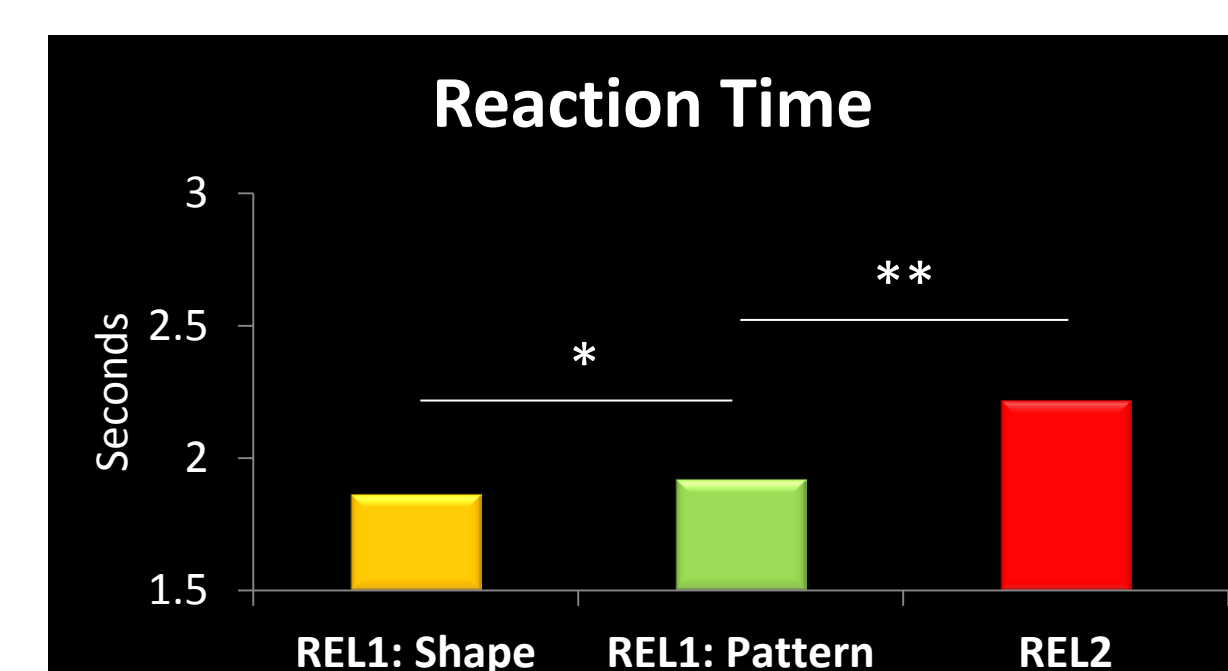 Reaction Time
3
**
2.5
*
Seconds
2
1.5
REL1: Shape REL1: Pattern REL2